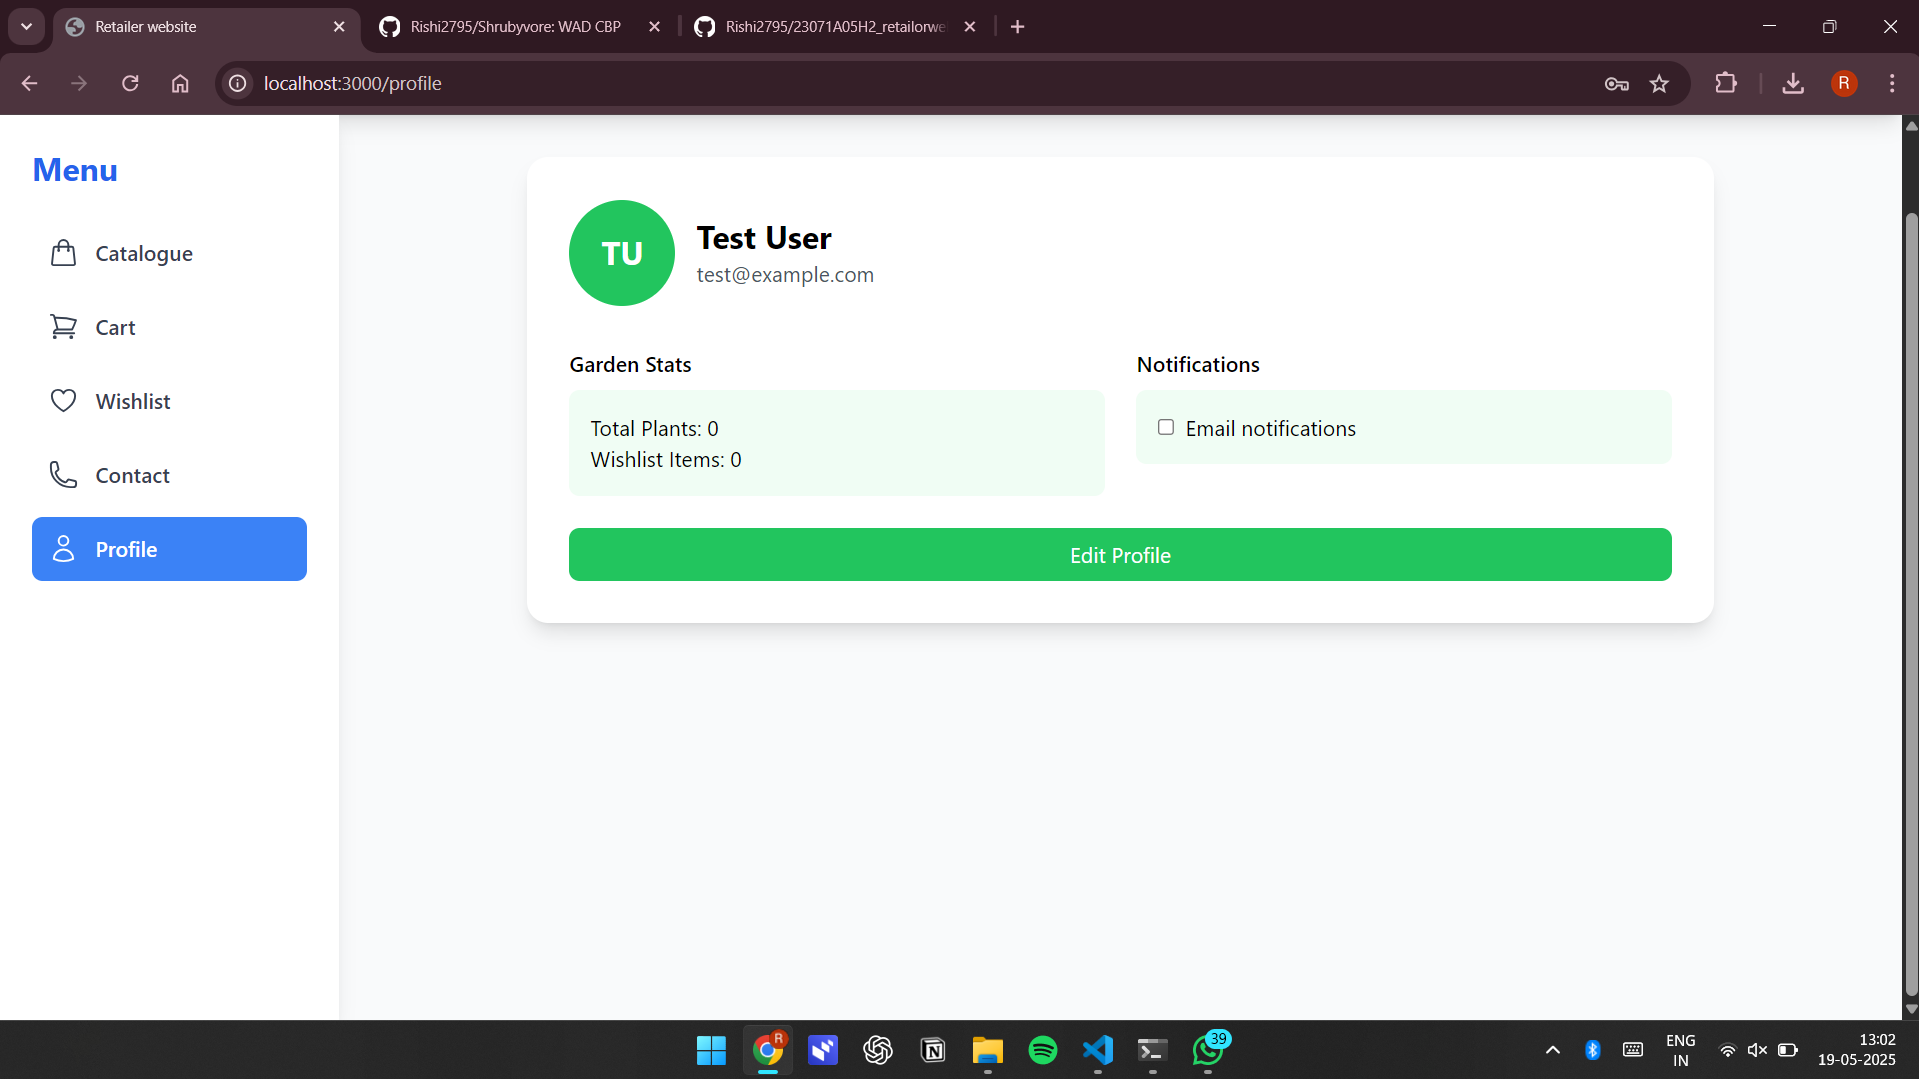 Retailer website
Rishi2795/Shrubyvore: WAD CBP
Rishi2795/23071A05H2_retailorwe
localhost:3000/profile
R
Menu
Catalogue
Cart
Wishlist
Contact
Profile
TU
Test User
test@example.com
Garden Stats
Total Plants: 0
Wishlist Items: 0
Notifications
Email notifications
Edit Profile
R
39
ENG
IN
13:02
19-05-2025